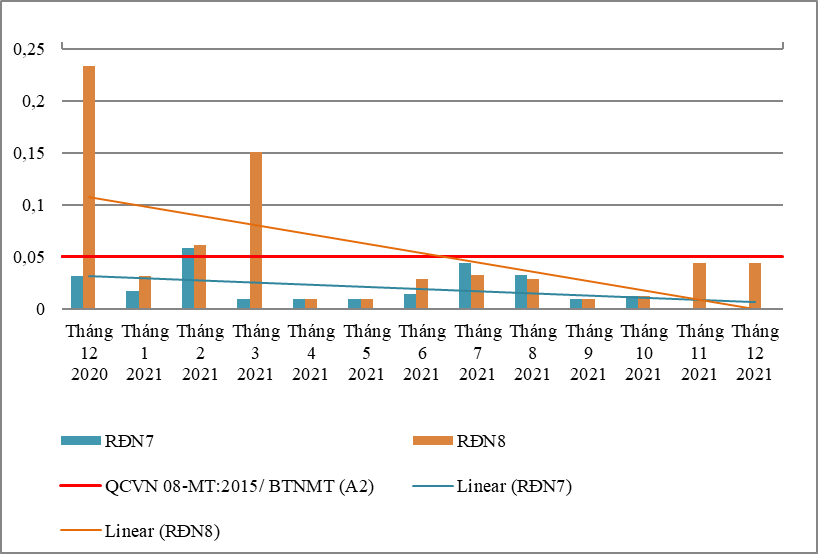 0,25
0,2
0,15
0,1
0,05
0
Tháng 12 2020
Tháng 1 2021
Tháng 2 2021
Tháng 3 2021
Tháng 4 2021
Tháng 5 2021
Tháng 6 2021
Tháng 7 2021
Tháng 8 2021
Tháng 9 2021
Tháng 10 2021
Tháng 11 2021
Tháng 12 2021
RĐN7
RĐN8
QCVN 08-MT:2015/ BTNMT (A2)
Linear (RĐN7)
Linear (RĐN8)